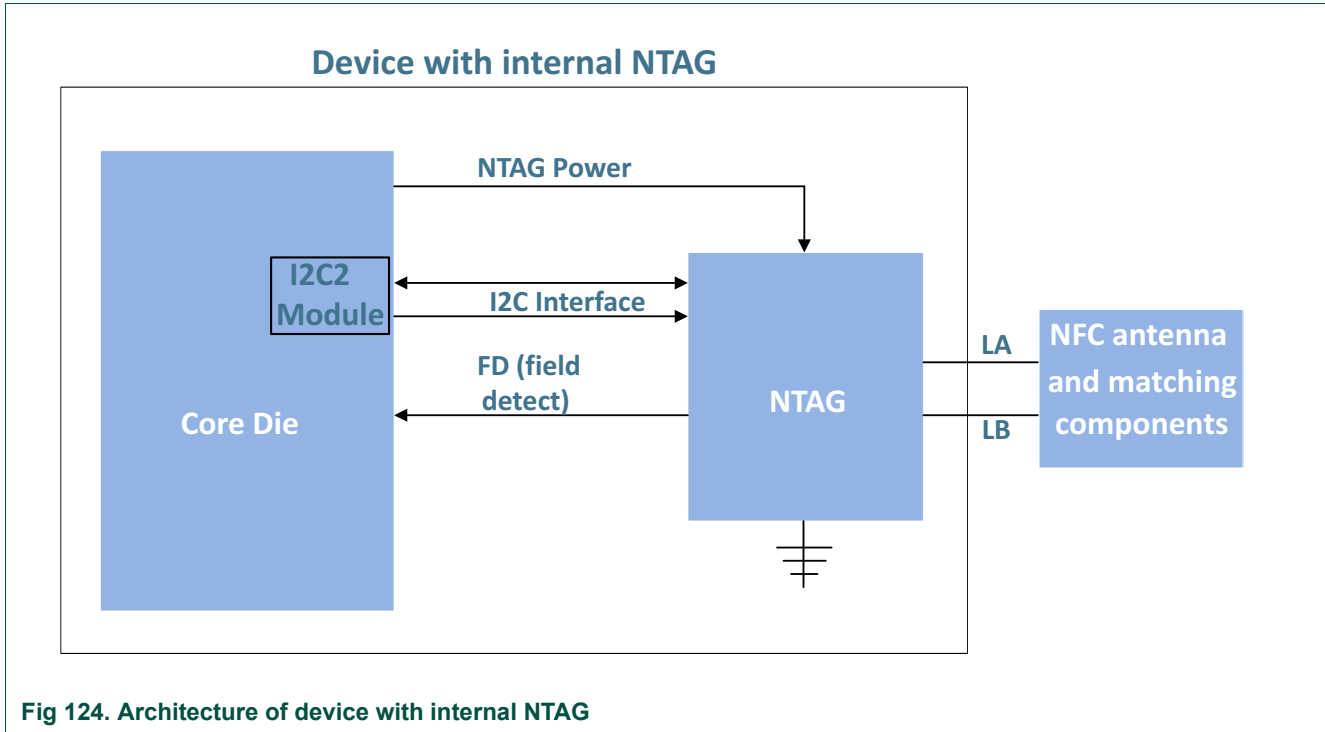 Device with internal NTAG
NTAG Power
I2C2
Module
I2C Interface
FD (field
detect)
Core Die
NTAG
LA
LB
NFC antenna
and matching
components
Fig 124. Architecture of device with internal NTAG